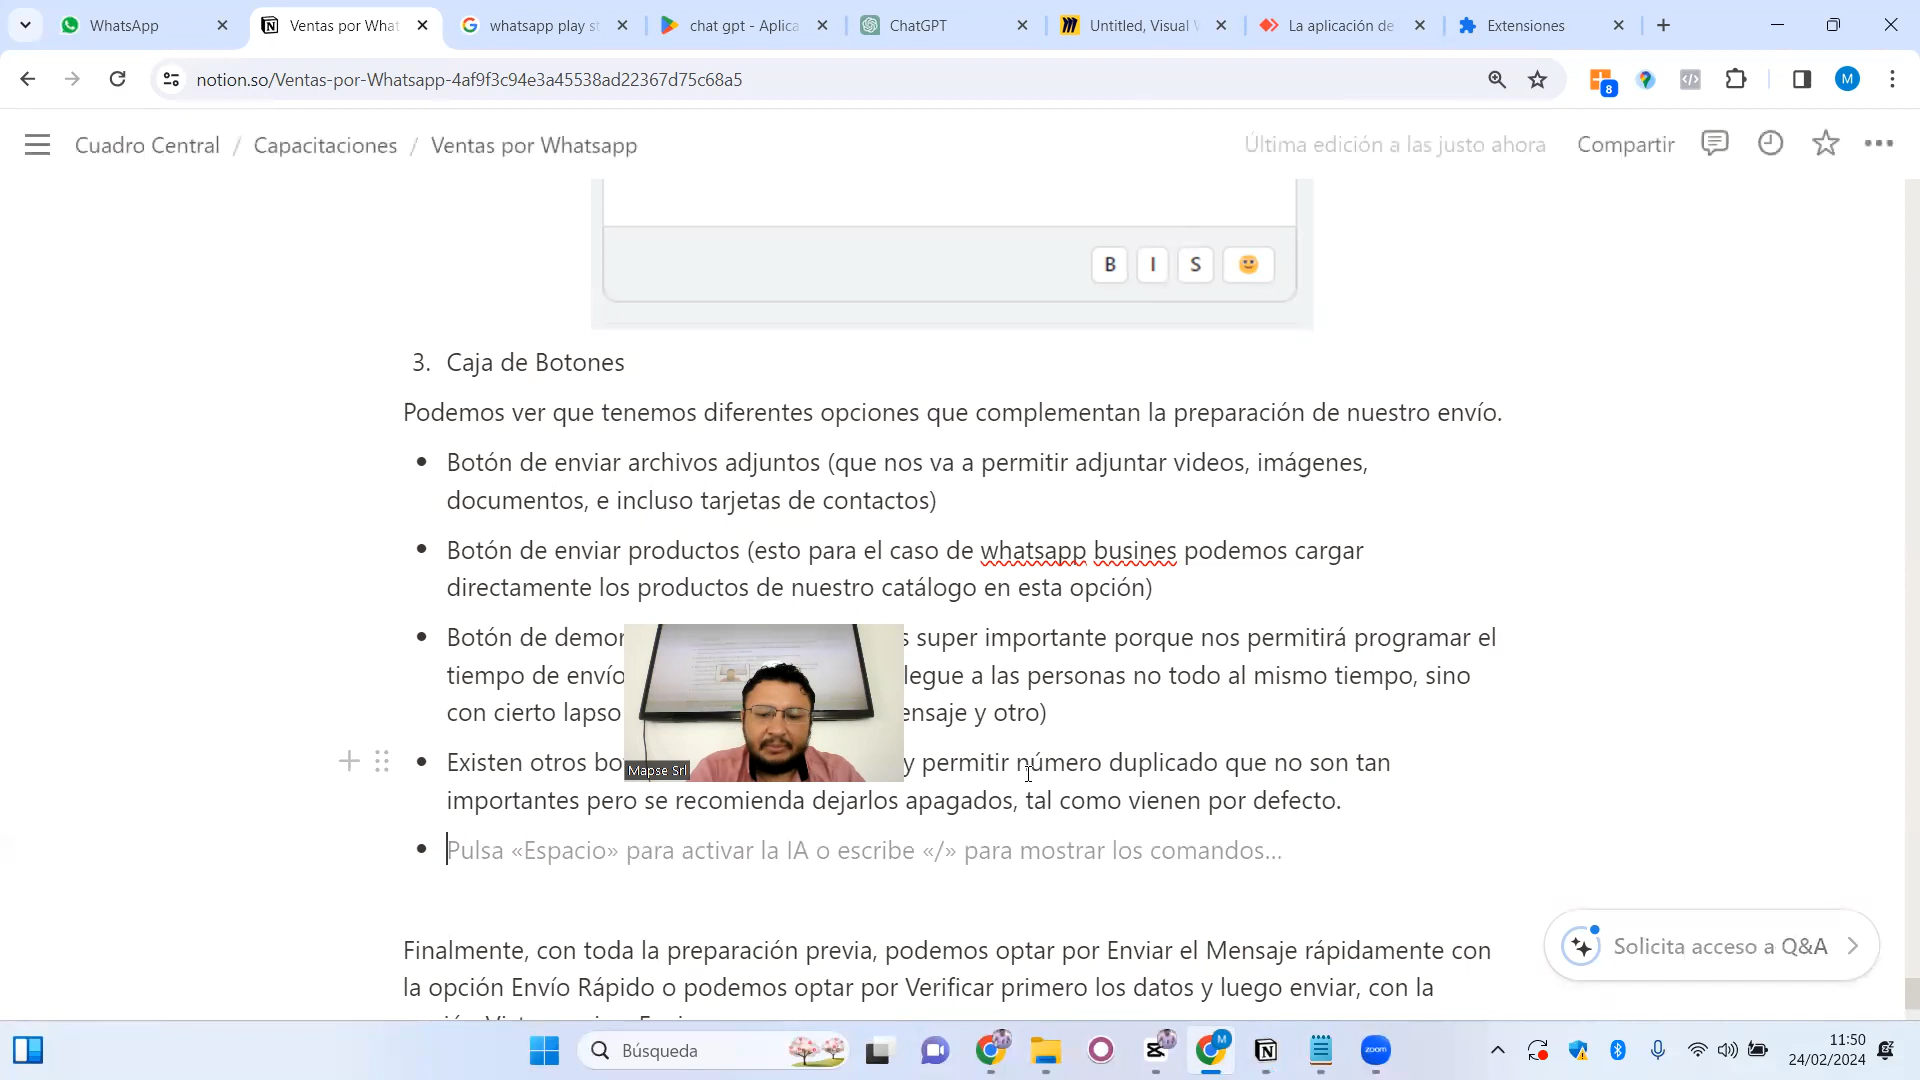 WhatsApp
Ventas por What
whatsapp play st
chat gpt - Aplica
ChatGPT
Untitled, Visual
La aplicación de
Extensiones
notion.so/Ventas-por-Whatsapp-4af9f3c94e3a45538ad22367d75c68a5
8
M
Cuadro Central / Capacitaciones / Ventas por Whatsapp
Última edición a las justo ahora
Compartir
B I S
3. Caja de Botones
Podemos ver que tenemos diferentes opciones que complementan la preparación de nuestro envío.
Botón de enviar archivos adjuntos (que nos va a permitir adjuntar videos, imágenes,
documentos, e incluso tarjetas de contactos)
Botón de enviar productos (esto para el caso de whatsapp busines podemos cargar
directamente los productos de nuestro catálogo en esta opción)
Botón de demor s super importante porque nos permitirá programar el
tiempo de envío legue a las personas no todo al mismo tiempo, sino
con cierto lapso ensaje y otro)
Existen otros bo y permitir número duplicado que no son tan
importantes pero se recomienda dejarlos apagados, tal como vienen por defecto.
Pulsa «Espacio» para activar la IA o escribe «/» para mostrar los comandos...
Mapse Srl
Finalmente, con toda la preparación previa, podemos optar por Enviar el Mensaje rápidamente con
la opción Envío Rápido o podemos optar por Verificar primero los datos y luego enviar, con la
Solicita acceso a Q&A
Búsqueda
M
zoom
11:50
24/02/2024